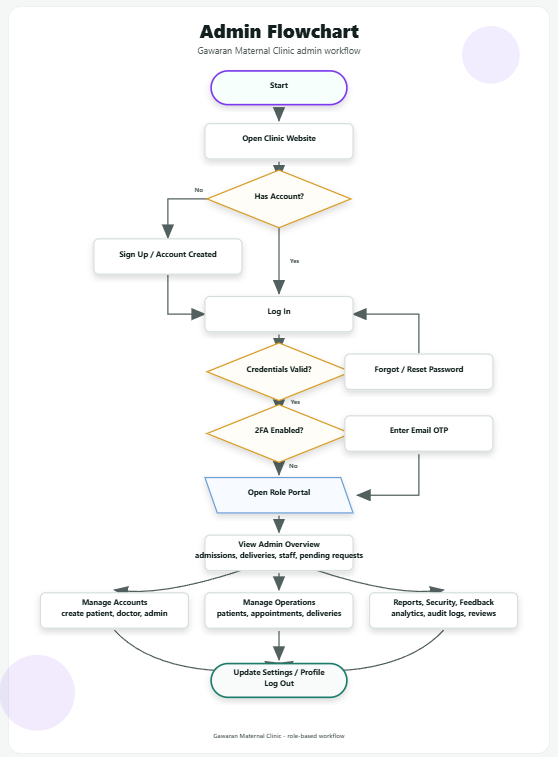 Admin Flowchart
Gawaran Maternal Clinic admin workflow
Start
Open Clinic Website
Has Account?
No
Yes
Sign Up / Account Created
Log In
Credentials Valid?
Forgot / Reset Password
Yes
2FA Enabled?
Enter Email OTP
No
Open Role Portal
View Admin Overview
admissions, deliveries, staff, pending requests
Manage Accounts
create patient, doctor, admin
Manage Operations
patients, appointments, deliveries
Reports, Security, Feedback
analytics, audit logs, reviews
Update Settings / Profile
Log Out
Gawaran Maternal Clinic - role-based workflow